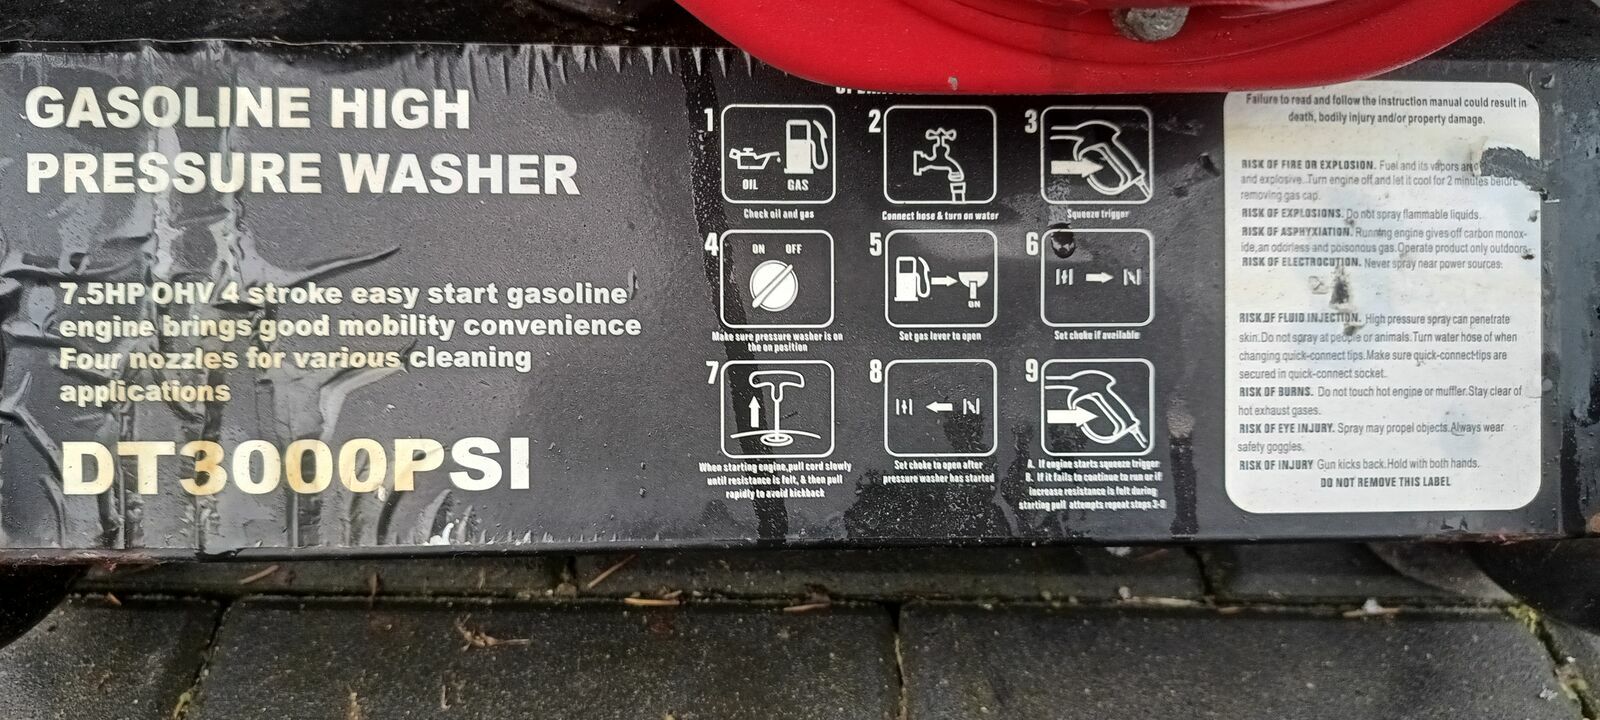 GASOLINE HIGH
PRESSURE WASHER
7.5HP OHV 4 stroke easy start gasoline
engine brings good mobility convenience
Four nozzles for various cleaning
applications
DT3000PSI
1
OIL GAS
Check oil and gas
2
Connect hose & turn on water
3
Squeeze trigger
4
ON OFF
Make sure pressure washer is on
the on position
5
ON
Set gas lever to open
6
Set choke if available
7
When starting engine,pull cord slowly
until resistance is felt, & then pull
rapidly to avoid kickback
8
Set choke to open after
pressure washer has started
9
A. If engine starts squeeze trigger
B. If it fails to continue to run or if
increase resistance is felt during
starting pull attempts repeat steps
Failure to read and follow the instruction manual could result in
death, bodily injury and/or property damage.
RISK OF FIRE OR EXPLOSION. Fuel and its vapors are
and explosive. Turn engine off and let it cool for 2 minutes before
removing gas cap.
RISK OF EXPLOSIONS. Do not spray flammable liquids.
RISK OF ASPHYXIATION. Running engine gives off carbon monox-
ide,an odorless and poisonous gas.Operate product only outdoors.
RISK OF ELECTROCUTION. Never spray near power sources.
RISK OF FLUID INJECTION. High pressure spray can penetrate
skin.Do not spray at people or animals.Turn water hose of when
changing quick-connect tips.Make sure quick-connect tips are
secured in quick-connect socket.
RISK OF BURNS. Do not touch hot engine or muffler.Stay clear of
hot exhaust gases.
RISK OF EYE INJURY. Spray may propel objects.Always wear
safety goggles.
RISK OF INJURY Gun kicks back.Hold with both hands.
DO NOT REMOVE THIS LABEL